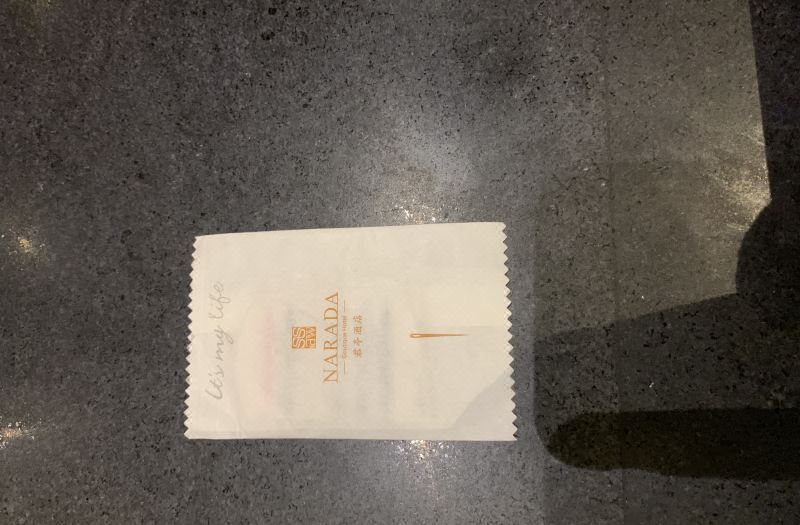 It's my life
NARADA
Boutique Hotel
君亭酒店